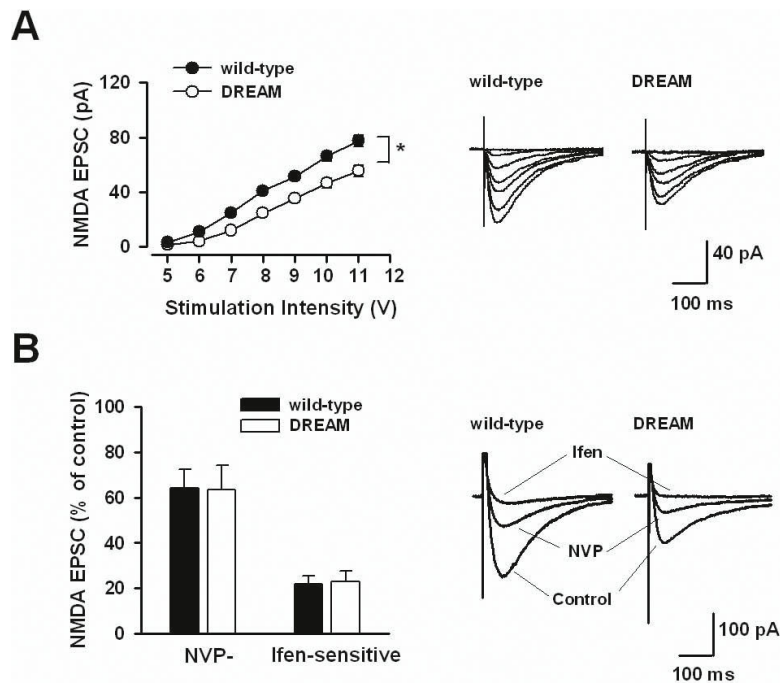 A
wild-type
DREAM
NMDA EPSC (pA)
120
80
40
0
*
5 6 7 8 9 10 11 12
Stimulation Intensity (V)
wild-type DREAM
40 pA
100 ms
B
wild-type
DREAM
NMDA EPSC (% of control)
100
80
60
40
20
0
NVP- Ifen-sensitive
wild-type DREAM
Ifen
NVP
Control
100 pA
100 ms